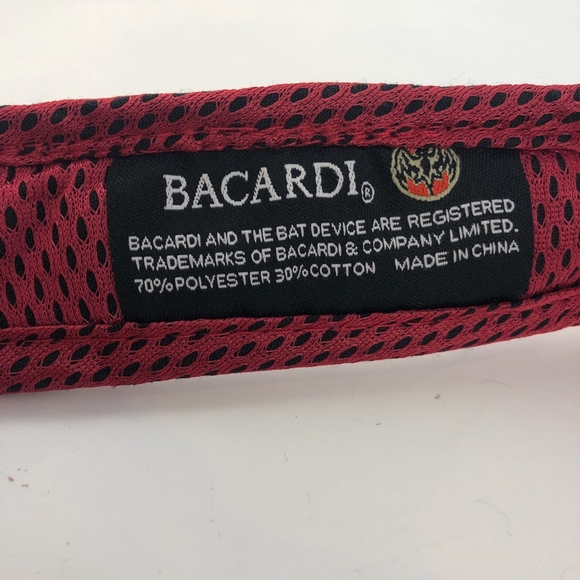 BACARDI®
BACARDI AND THE BAT DEVICE ARE REGISTERED
TRADEMARKS OF BACARDI & COMPANY LIMITED.
70% POLYESTER 30% COTTON MADE IN CHINA